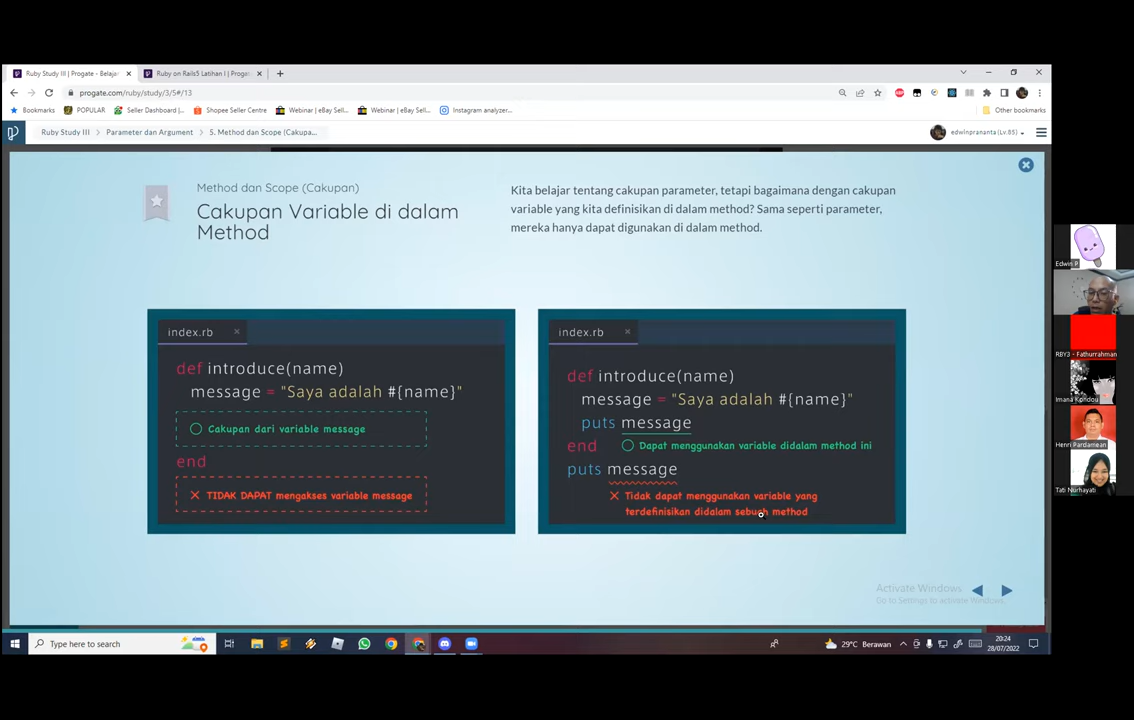 Ruby Study III | Progate - Belaja
Ruby on Rails5 Latihan I | Progat
progate.com/ruby/study/3/5#/13
Bookmarks
POPULAR
Seller Dashboard |...
Shopee Seller Centre
Webinar | eBay Sell...
Webinar | eBay Sell...
Instagram analyzer...
Other bookmarks
Ruby Study III
Parameter dan Argument
5. Method dan Scope (Cakupa...
edwinprananta (Lv.85)
Method dan Scope (Cakupan)
Cakupan Variable di dalam
Method
Kita belajar tentang cakupan parameter, tetapi bagaimana dengan cakupan
variable yang kita definisikan di dalam method? Sama seperti parameter,
mereka hanya dapat digunakan di dalam method.
index.rb
def introduce(name)
message = "Saya adalah #{name}"
Cakupan dari variable message
end
TIDAK DAPAT mengakses variable message
index.rb
def introduce(name)
message = "Saya adalah #{name}"
puts message
end
Dapat menggunakan variable didalam method ini
puts message
Tidak dapat menggunakan variable yang
terdefinisikan didalam sebuah method
Edwin P
RBY3 - Fathurrahman
Imana Kondou
Henri Pardamean
Tati Nurhayati
Activate Windows
Go to Settings to activate Windows.
Type here to search
29°C Berawan
20:24
28/07/2022